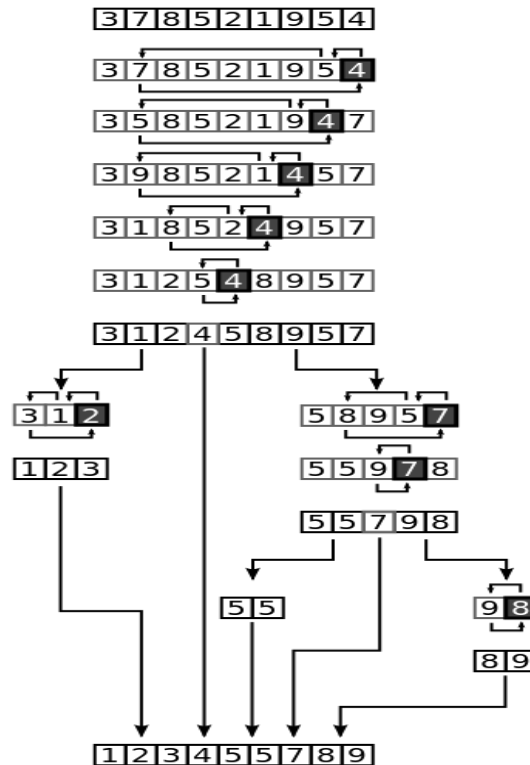 3 7 8 5 2 1 9 5 4
3 7 8 5 2 1 9 5 4
3 5 8 5 2 1 9 4 7
3 9 8 5 2 1 4 5 7
3 1 8 5 2 4 9 5 7
3 1 2 5 4 8 9 5 7
3 1 2 4 5 8 9 5 7
3 1 2
5 8 9 5 7
1 2 3
5 5 9 7 8
5 5 7 9 8
5 5
9 8
8 9
1 2 3 4 5 5 7 8 9